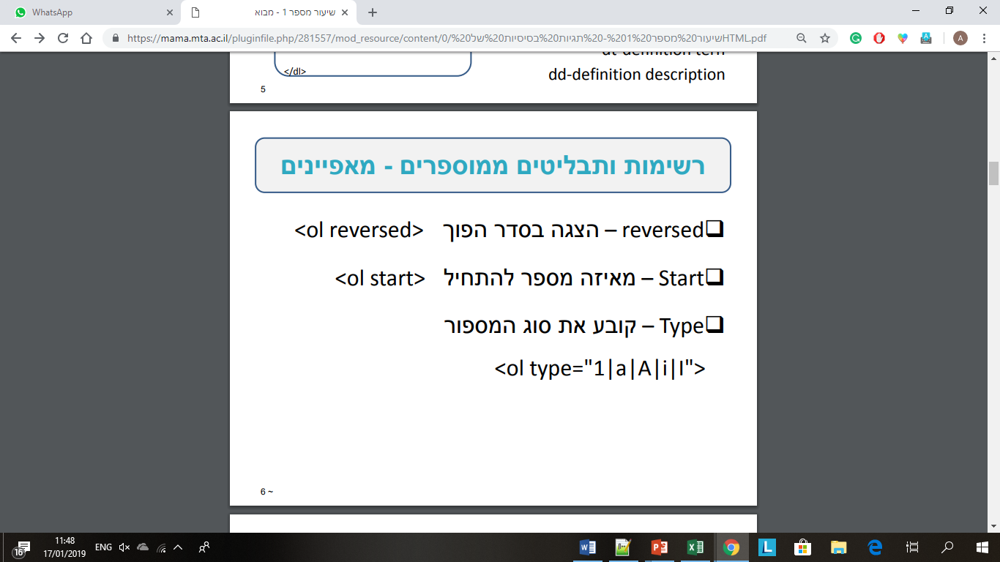 WhatsApp
שיעור מספר 1 - מבוא
https://mama.mta.ac.il/pluginfile.php/281557/mod_resource/content/0/%20שיעור%20מספר%201%20-%20תגיות%20בסיסיות%20של%20HTML.pdf
A
</dl>
dd-definition description
5
רשימות ותבליטים ממוספרים - מאפיינים
reversed – הצגה בסדר הפוך <ol reversed>
Start – מאיזה מספר להתחיל <ol start>
Type – קובע את סוג המספור
<ol type="1|a|A|i|I">
6 ~
16
11:48
17/01/2019
ENG